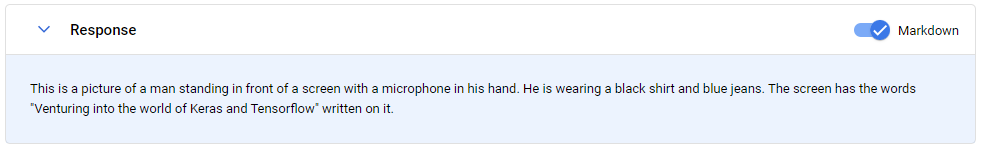 Response
Markdown
This is a picture of a man standing in front of a screen with a microphone in his hand. He is wearing a black shirt and blue jeans. The screen has the words
"Venturing into the world of Keras and Tensorflow" written on it.